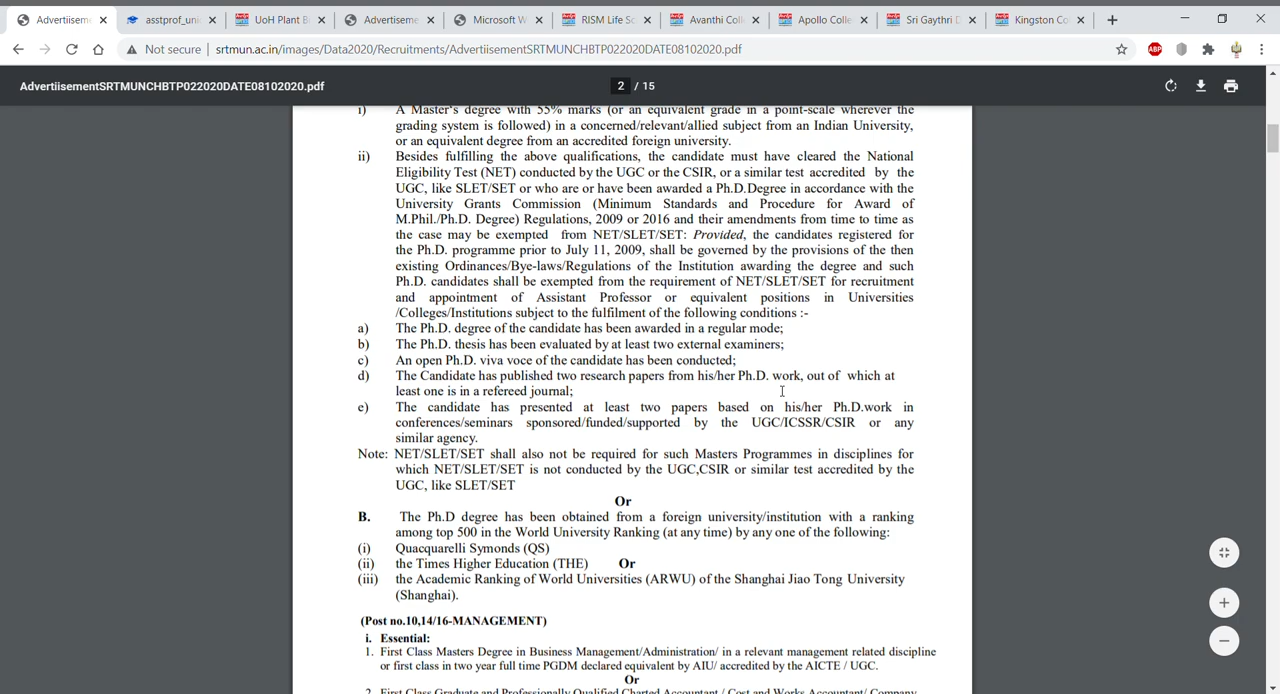 Advertisem
asstprof_uni
UoH Plant B
Advertiseme
Microsoft W
RISM Life Sc
Avanthi Coll
Apollo Colle
Sri Gaythri D
Kingston Co
Not secure | srtmun.ac.in/images/Data2020/Recruitments/AdvertiisementSRTMUNCHBTP022020DATE08102020.pdf
ABP
AdvertiisementSRTMUNCHBTP022020DATE08102020.pdf
2 / 15
i) A Master's degree with 55% marks (or an equivalent grade in a point-scale wherever the
grading system is followed) in a concerned/relevant/allied subject from an Indian University,
or an equivalent degree from an accredited foreign university.
ii) Besides fulfilling the above qualifications, the candidate must have cleared the National
Eligibility Test (NET) conducted by the UGC or the CSIR, or a similar test accredited by the
UGC, like SLET/SET or who are or have been awarded a Ph.D.Degree in accordance with the
University Grants Commission (Minimum Standards and Procedure for Award of
M.Phil./Ph.D. Degree) Regulations, 2009 or 2016 and their amendments from time to time as
the case may be exempted from NET/SLET/SET: Provided, the candidates registered for
the Ph.D. programme prior to July 11, 2009, shall be governed by the provisions of the then
existing Ordinances/Bye-laws/Regulations of the Institution awarding the degree and such
Ph.D. candidates shall be exempted from the requirement of NET/SLET/SET for recruitment
and appointment of Assistant Professor or equivalent positions in Universities
/Colleges/Institutions subject to the fulfilment of the following conditions :-
a) The Ph.D. degree of the candidate has been awarded in a regular mode;
b) The Ph.D. thesis has been evaluated by at least two external examiners;
c) An open Ph.D. viva voce of the candidate has been conducted;
d) The Candidate has published two research papers from his/her Ph.D. work, out of which at
least one is in a refereed journal;
e) The candidate has presented at least two papers based on his/her Ph.D.work in
conferences/seminars sponsored/funded/supported by the UGC/ICSSR/CSIR or any
similar agency.
Note: NET/SLET/SET shall also not be required for such Masters Programmes in disciplines for
which NET/SLET/SET is not conducted by the UGC,CSIR or similar test accredited by the
UGC, like SLET/SET
Or
B. The Ph.D degree has been obtained from a foreign university/institution with a ranking
among top 500 in the World University Ranking (at any time) by any one of the following:
(i) Quacquarelli Symonds (QS)
(ii) the Times Higher Education (THE) Or
(iii) the Academic Ranking of World Universities (ARWU) of the Shanghai Jiao Tong University
(Shanghai).
(Post no.10,14/16-MANAGEMENT)
i. Essential:
1. First Class Masters Degree in Business Management/Administration/ in a relevant management related discipline
or first class in two year full time PGDM declared equivalent by AIU/ accredited by the AICTE / UGC.
Or
2. First Class Graduate and Professionally Qualified Charted Accountant / Cost and Works Accountant/ Company